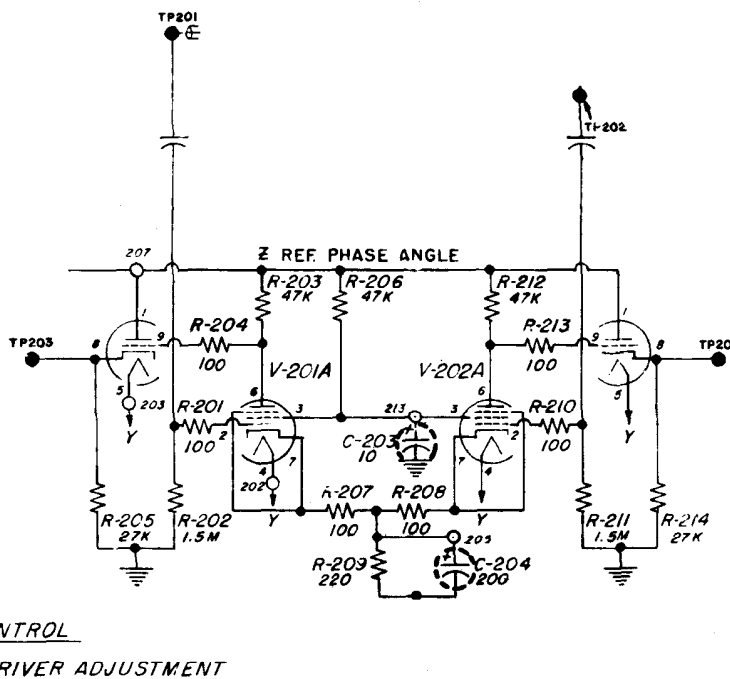 TP201
TP202
207
Z REF. PHASE ANGLE
R-203
47K
R-206
47K
R-212
47K
1
1
TP203
8
9
R-204
100
R-213
100
9
8
TP20
5
203
Y
V-201A
V-202A
5
Y
6
6
R-201
100
2
3
213
3
2
R-210
100
C-203
10
4
7
7
4
202
Y
Y
R-207
100
R-208
100
R-205
27K
R-202
1.5M
R-211
1.5M
R-214
27K
R-209
220
C-204
200
NTROL
RIVER ADJUSTMENT